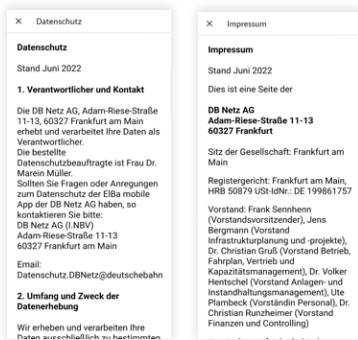 × Datenschutz
Datenschutz
Stand Juni 2022
1. Verantwortlicher und Kontakt
Die DB Netz AG, Adam-Riese-Straße
11-13, 60327 Frankfurt am Main
erhebt und verarbeitet Ihre Daten als
Verantwortlicher.
Die bestellte
Datenschutzbeauftragte ist Frau Dr.
Marein Müller.
Sollten Sie Fragen oder Anregungen
zum Datenschutz der ElBa mobile
App der DB Netz AG haben, so
kontaktieren Sie bitte:
DB Netz AG (I.NBV)
Adam-Riese-Straße 11-13
60327 Frankfurt am Main
Email:
Datenschutz.DBNetz@deutschebahn
2. Umfang und Zweck der
Datenerhebung
Wir erheben und verarbeiten Ihre
Daten ausschließlich zu bestimmten
× Impressum
Impressum
Stand Juni 2022
Dies ist eine Seite der
DB Netz AG
Adam-Riese-Straße 11-13
60327 Frankfurt
Sitz der Gesellschaft: Frankfurt am
Main
Registergericht: Frankfurt am Main,
HRB 50879 USt-IdNr.: DE 199861757
Vorstand: Frank Sennhenn
(Vorstandsvorsitzender), Jens
Bergmann (Vorstand
Infrastrukturplanung und -projekte),
Dr. Christian Gruß (Vorstand Betrieb,
Fahrplan, Vertrieb und
Kapazitätsmanagement), Dr. Volker
Hentschel (Vorstand Anlagen- und
Instandhaltungsmanagement), Ute
Plambeck (Vorständin Personal), Dr.
Christian Runzheimer (Vorstand
Finanzen und Controlling)